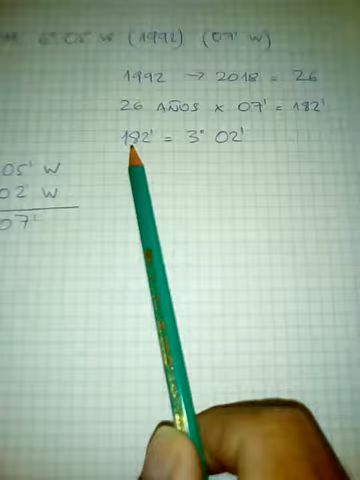 6° 05' W (1992) (07' W)
1992 → 2018 = 26
26 AÑOS x 07' = 182'
182' = 3° 02'
05' W
02' W
07'